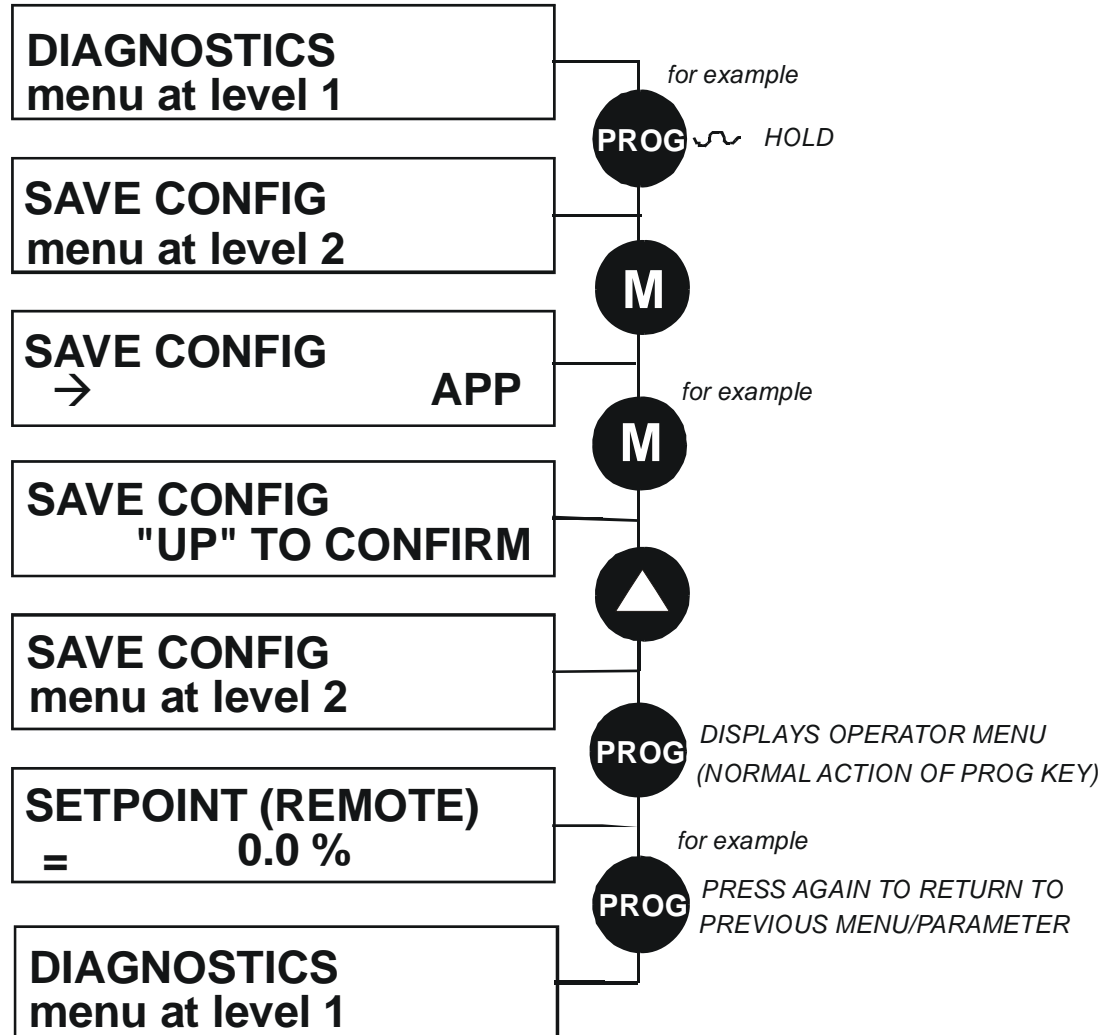 DIAGNOSTICS
menu at level 1
for example
PROG HOLD
SAVE CONFIG
menu at level 2
M
SAVE CONFIG
→ APP
for example
M
SAVE CONFIG
"UP" TO CONFIRM
SAVE CONFIG
menu at level 2
PROG
DISPLAYS OPERATOR MENU
(NORMAL ACTION OF PROG KEY)
SETPOINT (REMOTE)
= 0.0 %
for example
PROG
PRESS AGAIN TO RETURN TO
PREVIOUS MENU/PARAMETER
DIAGNOSTICS
menu at level 1